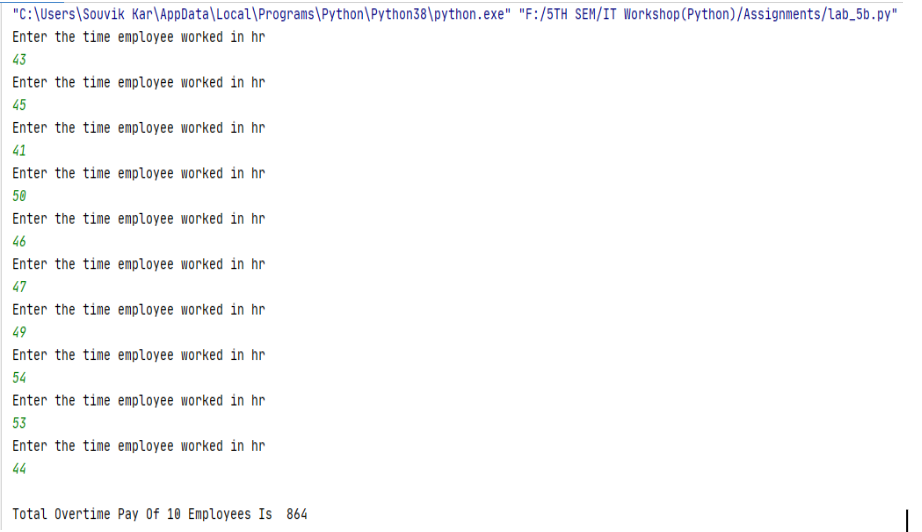 "C:\Users\Souvik Kar\AppData\Local\Programs\Python\Python38\python.exe" "F:/5TH SEM/IT Workshop(Python)/Assignments/lab_5b.py"
Enter the time employee worked in hr
43
Enter the time employee worked in hr
45
Enter the time employee worked in hr
41
Enter the time employee worked in hr
50
Enter the time employee worked in hr
46
Enter the time employee worked in hr
47
Enter the time employee worked in hr
49
Enter the time employee worked in hr
54
Enter the time employee worked in hr
53
Enter the time employee worked in hr
44
Total Overtime Pay Of 10 Employees Is  864